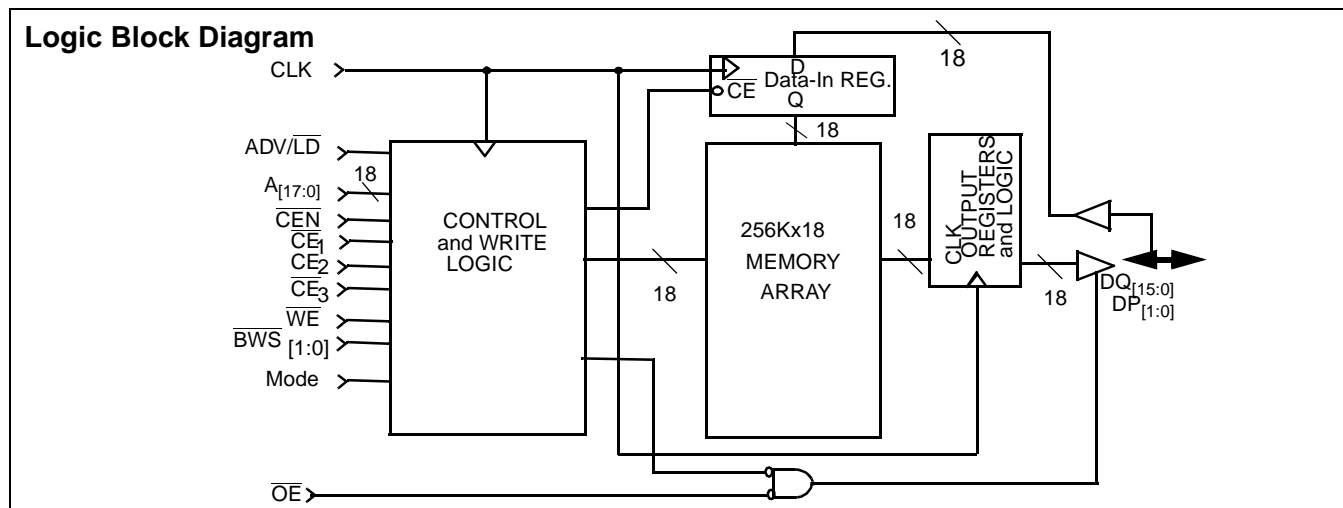 Logic Block Diagram
CLK
ADV/LD
A[17:0]
18
CEN
CE1
CE2
CE3
WE
BWS [1:0]
Mode
OE
CONTROL
and WRITE
LOGIC
D
CE Data-In REG.
Q
18
18
18
256Kx18
MEMORY
ARRAY
18
CLK
OUTPUT
REGISTERS
and LOGIC
18
DQ[15:0]
DP[1:0]